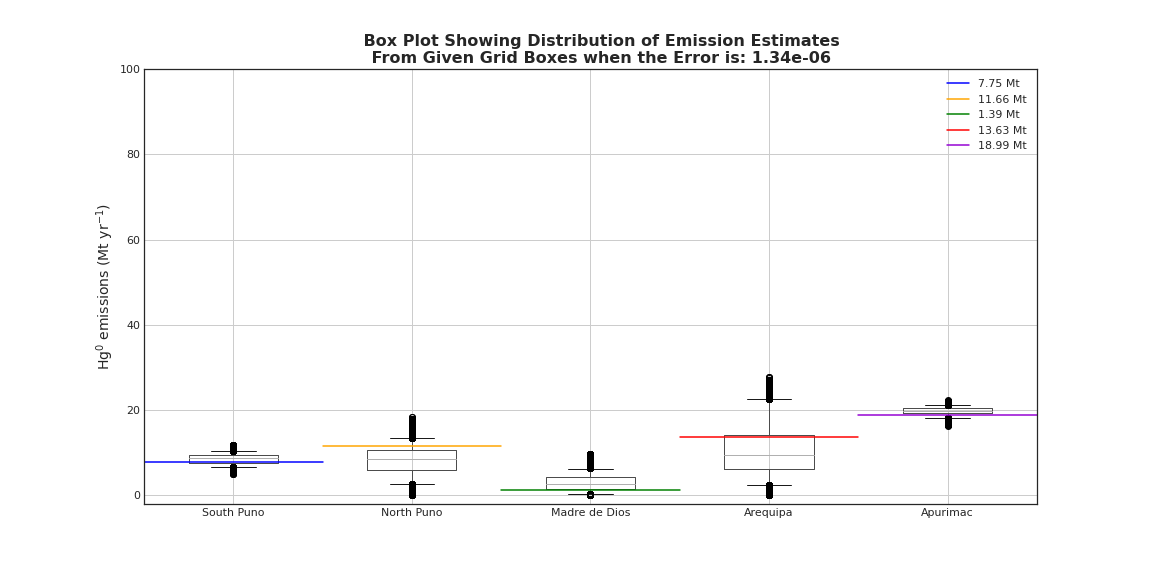 Box Plot Showing Distribution of Emission Estimates
From Given Grid Boxes when the Error is: 1.34e-06
7.75 Mt
11.66 Mt
1.39 Mt
13.63 Mt
18.99 Mt
Hg⁰ emissions (Mt yr⁻¹)
100
80
60
40
20
0
South Puno North Puno Madre de Dios Arequipa Apurimac